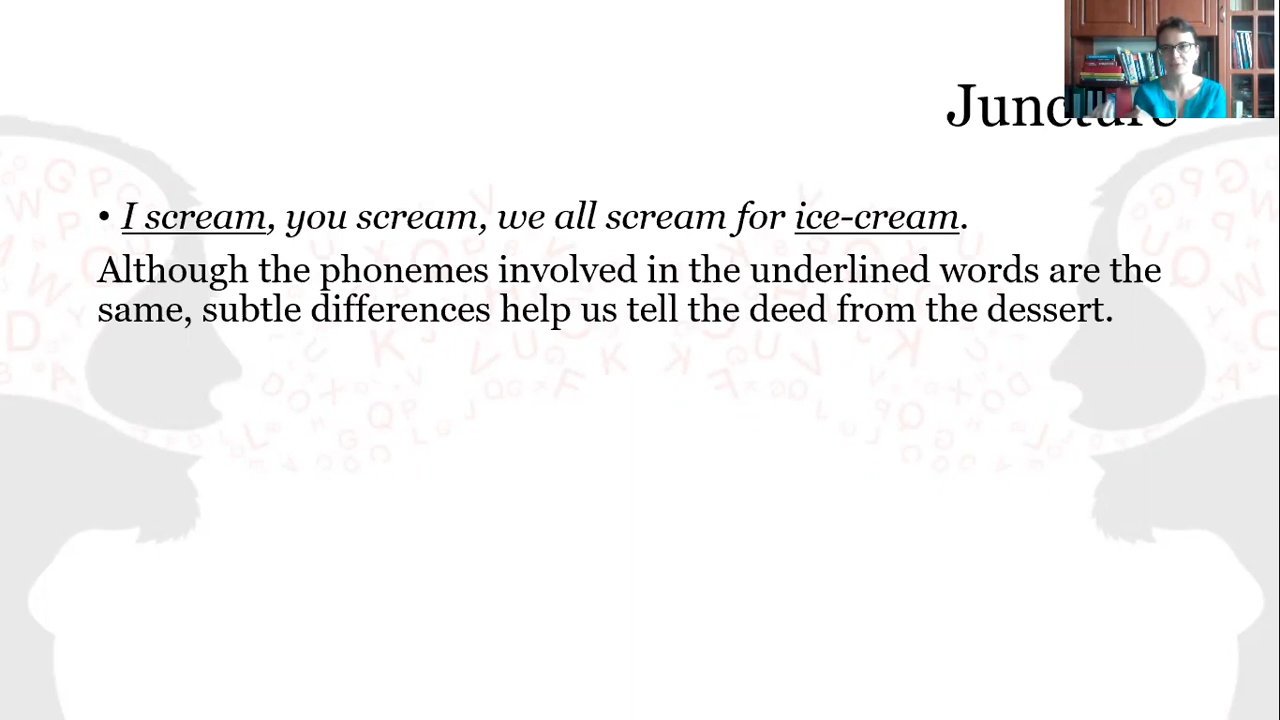 Juncture
• I scream, you scream, we all scream for ice-cream.
Although the phonemes involved in the underlined words are the
same, subtle differences help us tell the deed from the dessert.